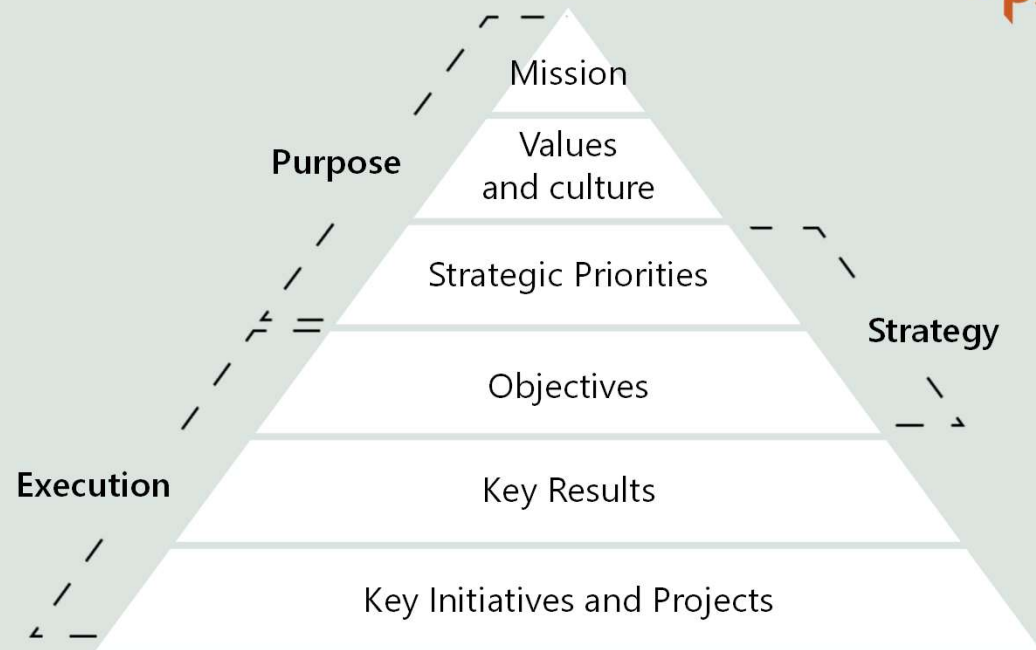 Mission
Values
and culture
Purpose
Strategic Priorities
Strategy
Objectives
Execution
Key Results
Key Initiatives and Projects